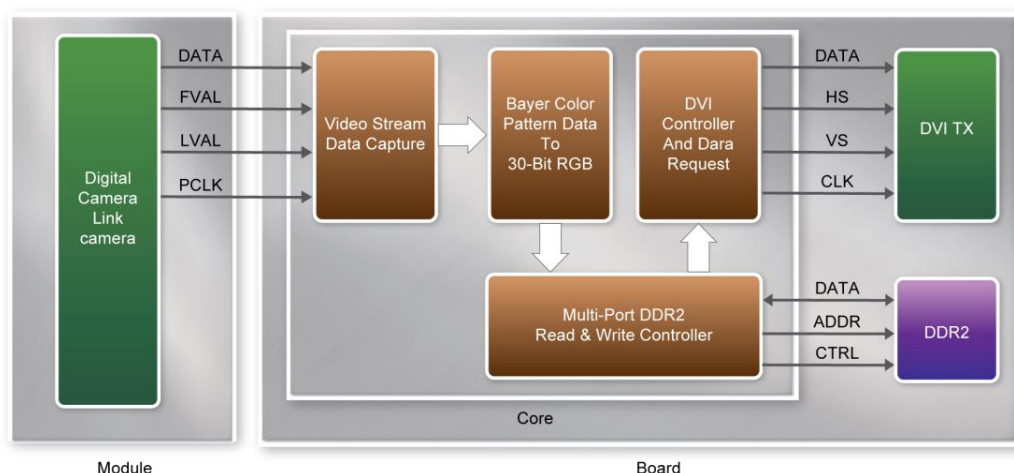 Digital
Camera
Link
camera
DATA
FVAL
LVAL
PCLK
Video Stream
Data Capture
Bayer Color
Pattern Data
To
30-Bit RGB
DVI
Controller
And Dara
Request
DATA
HS
VS
CLK
DVI TX
Multi-Port DDR2
Read & Write Controller
DATA
ADDR
CTRL
DDR2
Core
Module
Board